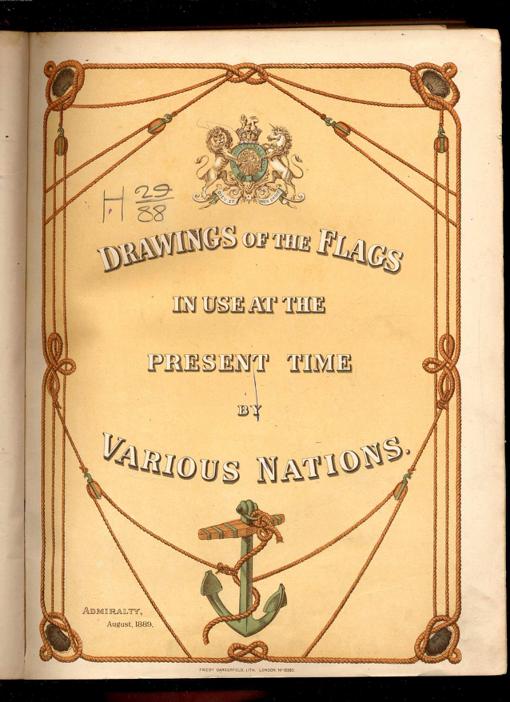 H 29
88
DRAWINGS OF THE FLAGS
IN USE AT THE
PRESENT TIME
BY
VARIOUS NATIONS.
ADMIRALTY,
August, 1889.